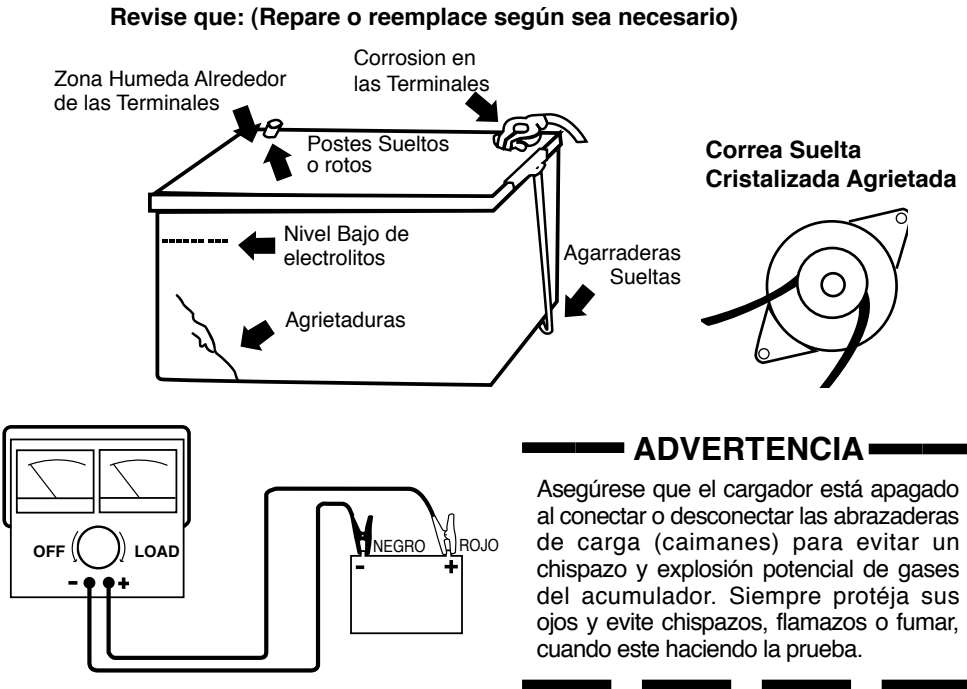 Revise que: (Repare o reemplace según sea necesario)
Zona Humeda Alrededor
de las Terminales
Corrosion en
las Terminales
Postes Sueltos
o rotos
Nivel Bajo de
electrolitos
Agrietaduras
Agarraderas
Sueltas
Correa Suelta
Cristalizada Agrietada
OFF LOAD
- +
NEGRO ROJO
- +
ADVERTENCIA
Asegúrese que el cargador está apagado
al conectar o desconectar las abrazaderas
de carga (caimanes) para evitar un
chispazo y explosión potencial de gases
del acumulador. Siempre protéja sus
ojos y evite chispazos, flamazos o fumar,
cuando este haciendo la prueba.